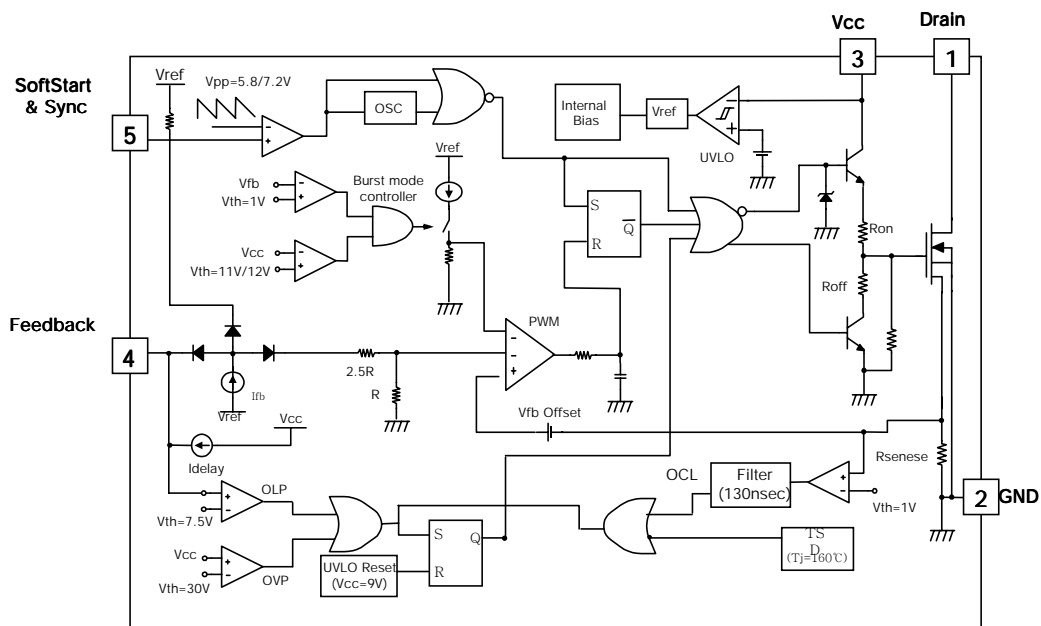 Vcc
Drain
3
1
Vref
Vpp=5.8/7.2V
SoftStart
& Sync
5
OSC
Internal
Bias
Vref
UVLO
Vfb
Vth=1V
Burst mode
controller
Vref
Vcc
Vth=11V/12V
S
R
Q
Ron
Roff
Feedback
4
PWM
2.5R
R
Ifb
Vref
Vcc
Idelay
Vfb Offset
Rsenese
OLP
Vth=7.5V
OCL
Filter
(130nsec)
Vth=1V
2
GND
Vcc
Vth=30V
OVP
S
Q
R
UVLO Reset
(Vcc=9V)
TS
D
(Tj=160℃)